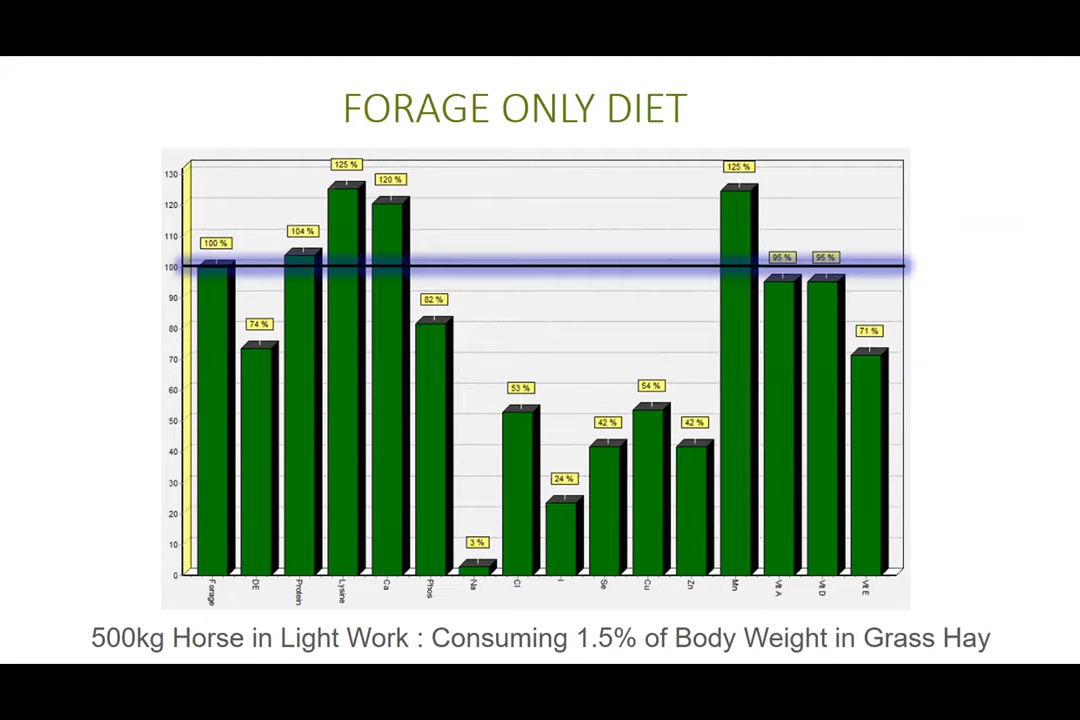 FORAGE ONLY DIET
130
120
110
100
90
80
70
60
50
40
30
20
10
0
100 %
74 %
104 %
125 %
120 %
82 %
3 %
53 %
24 %
42 %
54 %
42 %
125 %
95 %
95 %
71 %
Forage
DE
Protein
Lysine
Ca
Phos
Na
Cl
I
Se
Cu
Zn
Mn
Vit A
Vit D
Vit E
500kg Horse in Light Work : Consuming 1.5% of Body Weight in Grass Hay